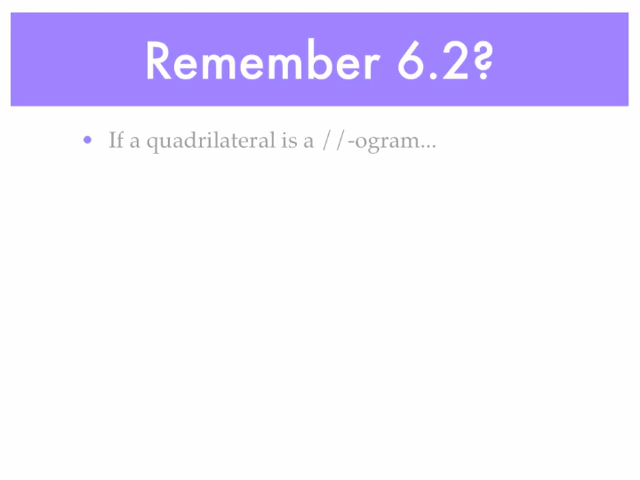 Remember 6.2?
• If a quadrilateral is a //-ogram...